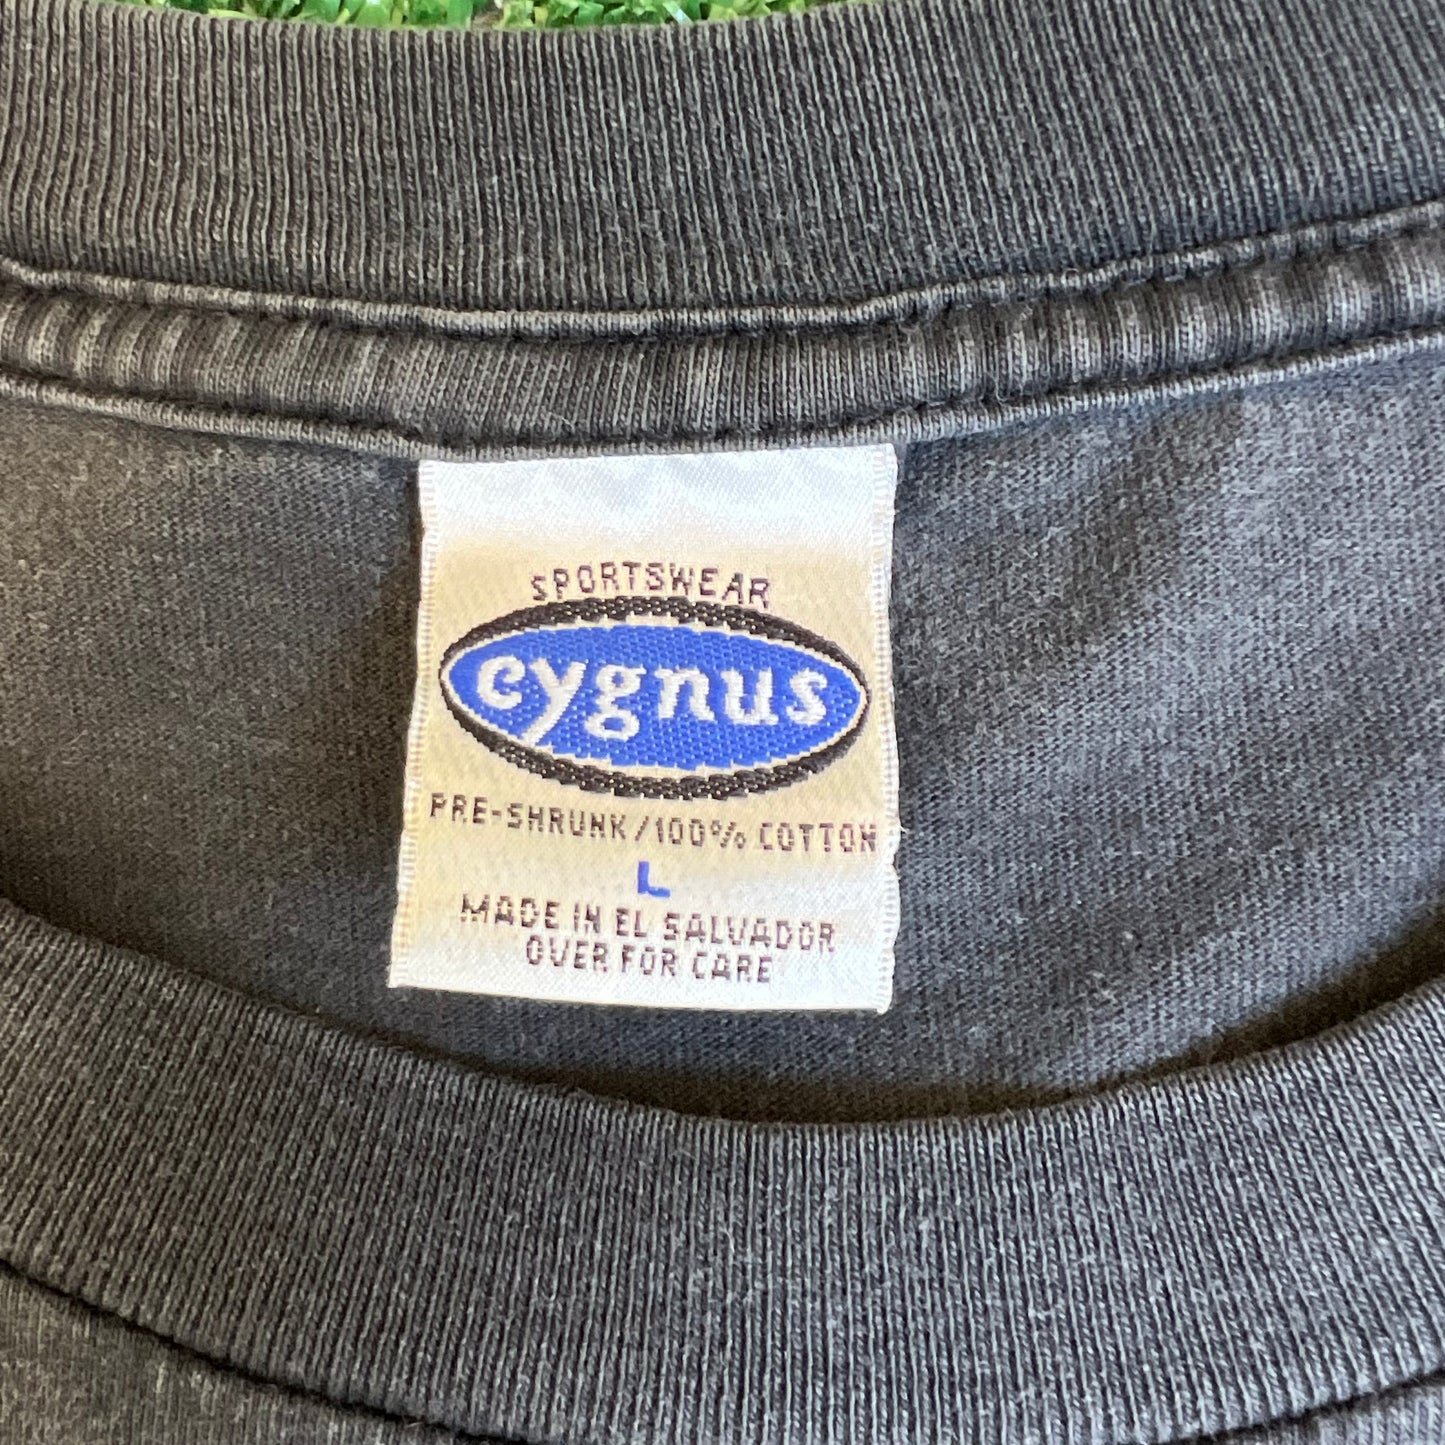 SPORTSWEAR
cygnus
PRE-SHRUNK/100% COTTON
L
MADE IN EL SALVADOR
OVER FOR CARE